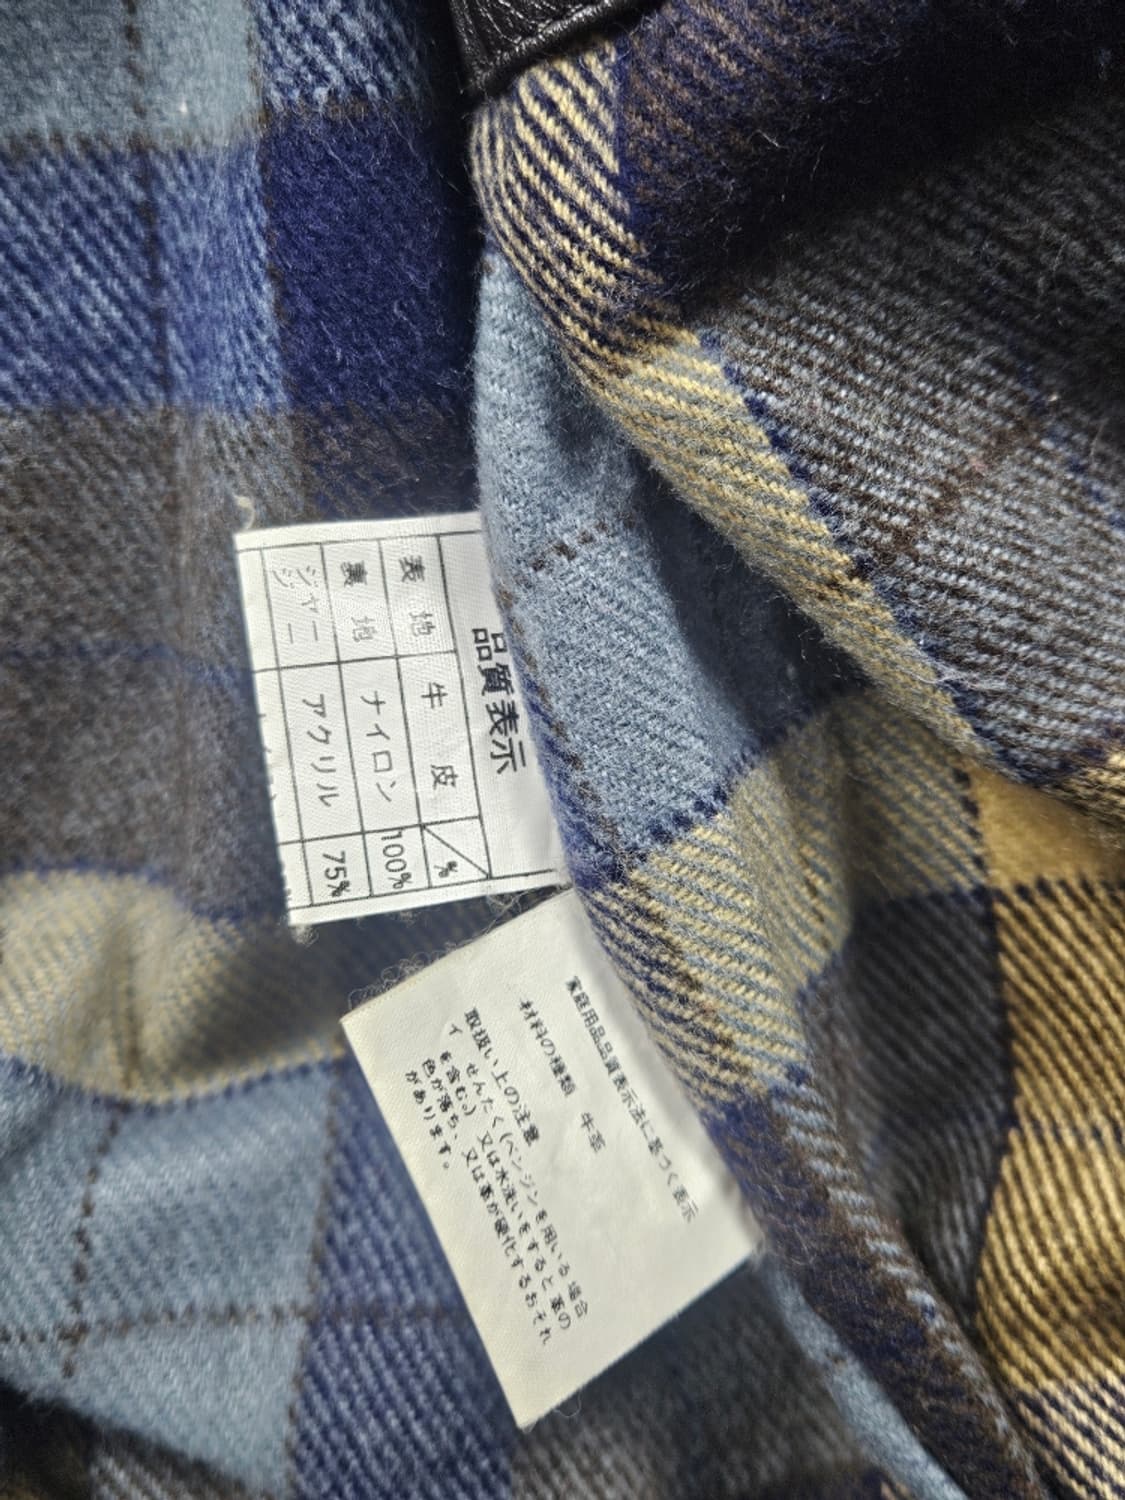 品質表示
%
表地 牛皮
裏地 ナイロン 100%
ジャージニ アクリル 75%
家庭用品品質表示法に基づく表示
材料の種類 牛革
取扱い上の注意
イ せんたく(ベンジンを用いる場合
を含む。)又は水洗いをすると革の
色が落ち、又は革が硬化するおそれ
があります。